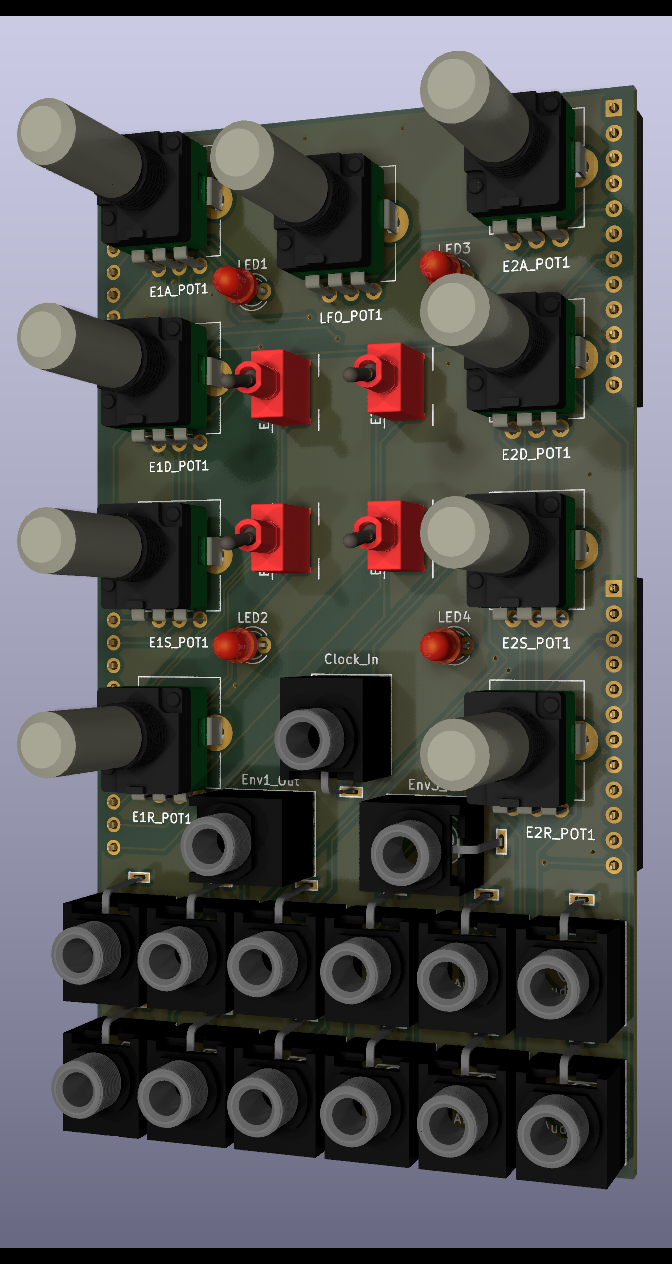 LED1
LED3
E1A_POT1
LFO_POT1
E2A_POT1
E1D_POT1
E2D_POT1
E1S_POT1
LED2
LED4
E2S_POT1
Clock_In
Env1_Out
E1R_POT1
E2R_POT1